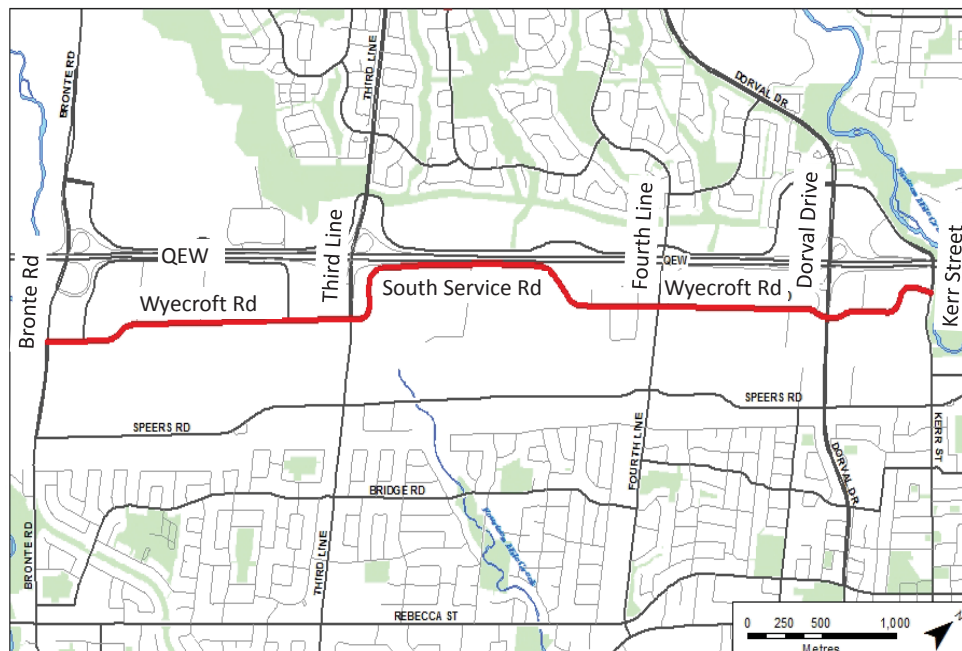 BRONTE RD
THIRD LINE
DORVAL DR
Bronte Rd
QEW
Third Line
Fourth Line
QEW
Dorval Drive
Kerr Street
Wyecroft Rd
South Service Rd
Wyecroft Rd
SPEERS RD
SPEERS RD
KERR ST
BRIDGE RD
FOURTH LINE
DORVAL DR
BRONTE RD
THIRD LINE
REBECCA ST
0 250 500 1,000
Metres